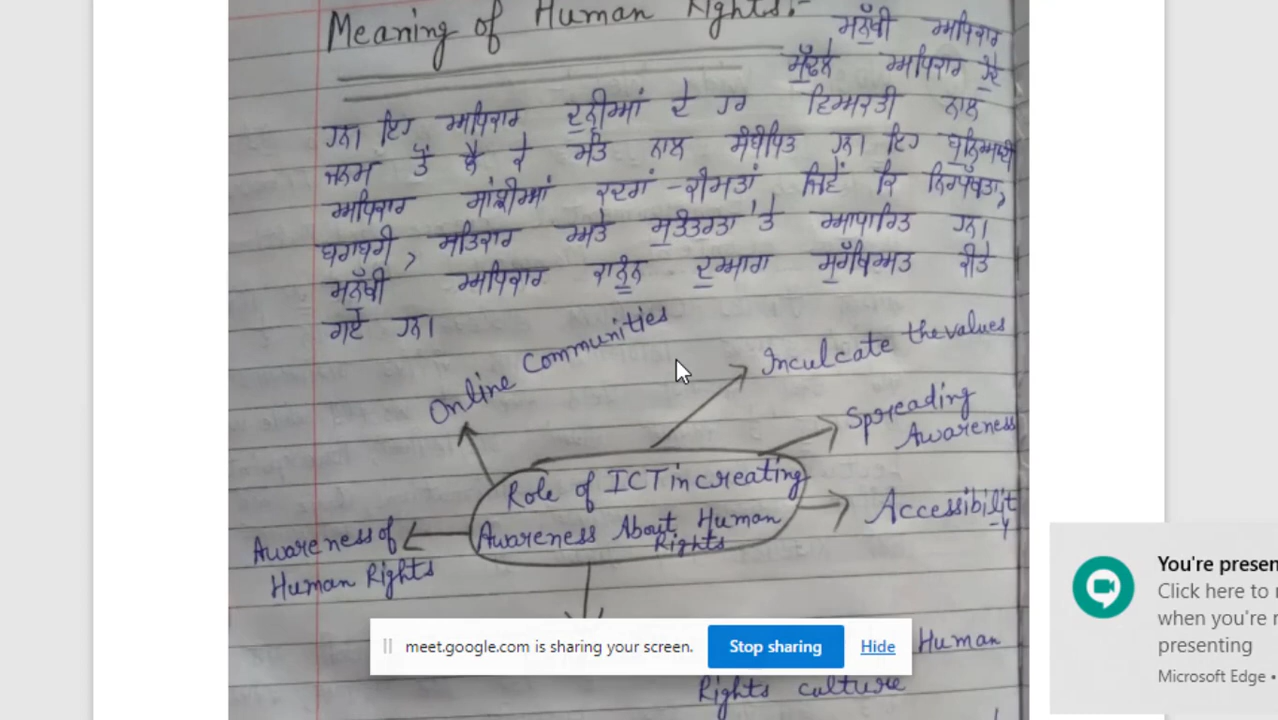 Meaning of Human Rights:-
ਮਨੁੱਖੀ ਅਧਿਕਾਰ
ਮੁੱਢਲੇ ਅਧਿਕਾਰ ਹੁੰਦੇ
ਹਨ। ਇਹ ਅਧਿਕਾਰ ਦੁਨੀਆਂ ਦੇ ਹਰ ਵਿਅਕਤੀ ਨਾਲ
ਜਨਮ ਤੋਂ ਲੈ ਕੇ ਮੌਤ ਨਾਲ ਸੰਬੰਧਿਤ ਹਨ। ਇਹ ਬੁਨਿਆਦੀ
ਅਧਿਕਾਰ ਸਾਂਝੀਆਂ ਕਦਰਾਂ-ਕੀਮਤਾਂ ਜਿਵੇਂ ਕਿ ਨਿਰਪੱਖਤਾ,
ਬਰਾਬਰੀ, ਸਤਿਕਾਰ ਅਤੇ ਸੁਤੰਤਰਤਾ 'ਤੇ ਆਧਾਰਿਤ ਹਨ।
ਮਨੁੱਖੀ ਅਧਿਕਾਰ ਕਾਨੂੰਨ ਦੁਆਰਾ ਸੁਰੱਖਿਅਤ ਕੀਤੇ
ਗਏ ਹਨ।
Online Communities
Inculcate the values
Spreading
Awareness
Role of ICT in creating
Awareness About Human
Rights
Accessibility
Awareness of
Human Rights
Human
Rights culture
meet.google.com is sharing your screen.
Stop sharing
Hide
You're presen
Click here to
when you're
presenting
Microsoft Edge •